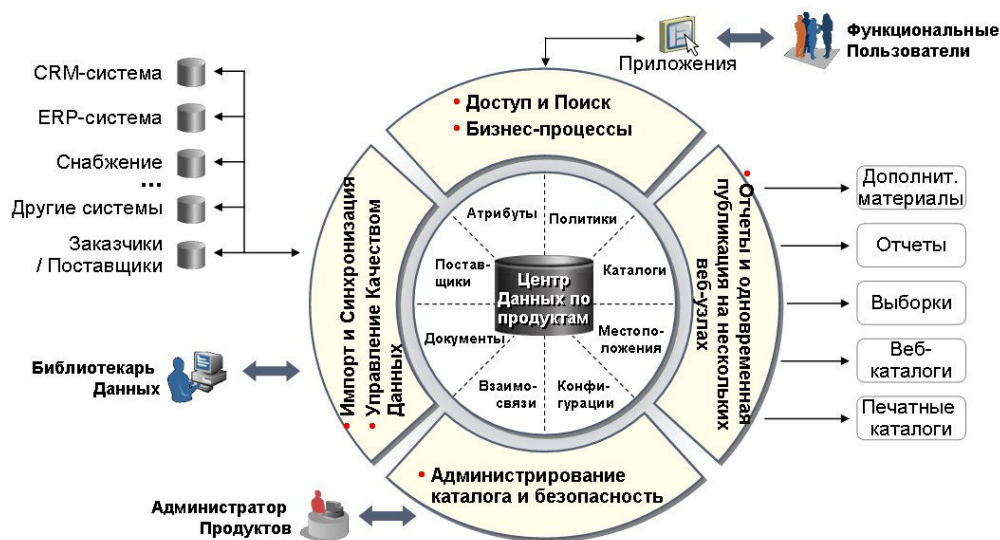 Функциональные
Пользователи
Приложения
CRM-система
ERP-система
Снабжение
...
Другие системы
Заказчики
/ Поставщики
• Доступ и Поиск
• Бизнес-процессы
• Импорт и Синхронизация
• Управление Качеством
Данных
• Отчеты и одновременная
публикация на нескольких
веб-узлах
Атрибуты
Политики
Постав-
щики
Каталоги
Центр
Данных по
продуктам
Документы
Местопо-
ложения
Взаимо-
связи
Конфи-
гурации
Дополнит.
материалы
Отчеты
Выборки
Веб-
каталоги
Печатные
каталоги
Библиотекарь
Данных
• Администрирование
каталога и безопасность
Администратор
Продуктов